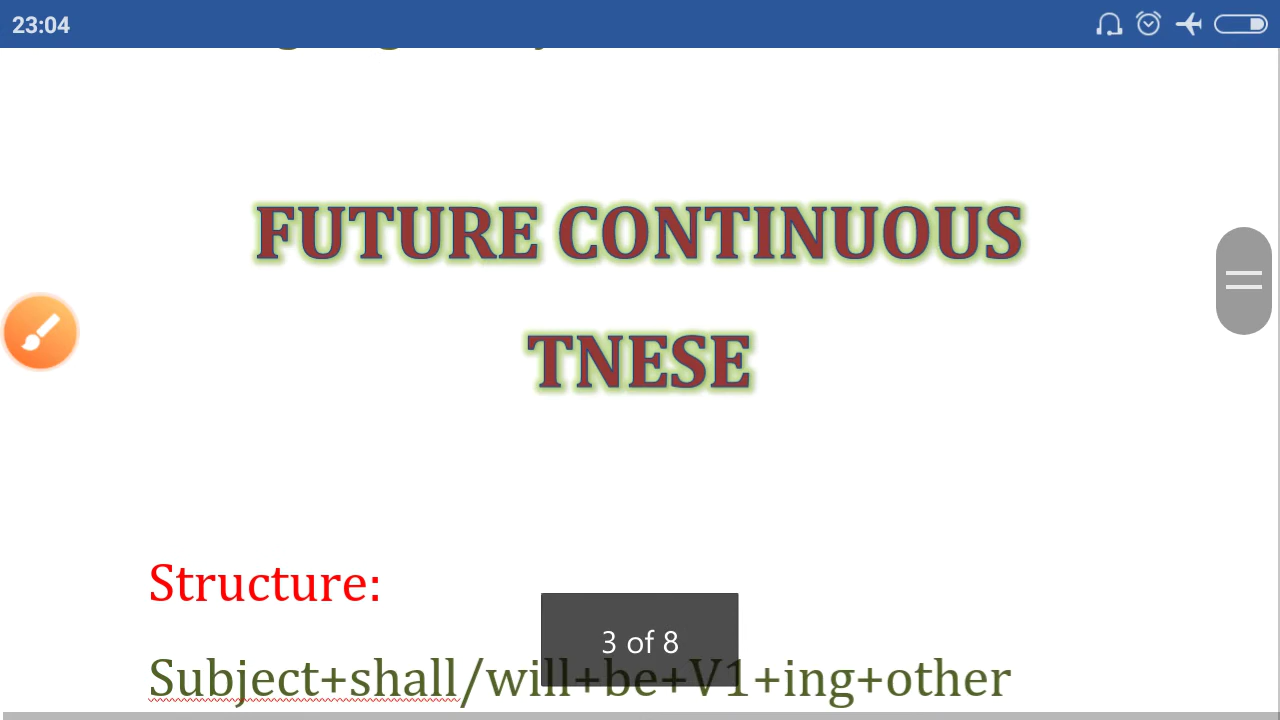 23:04
FUTURE CONTINUOUS
TNESE
Structure:
3 of 8
Subject+shall/will+be+V1+ing+other